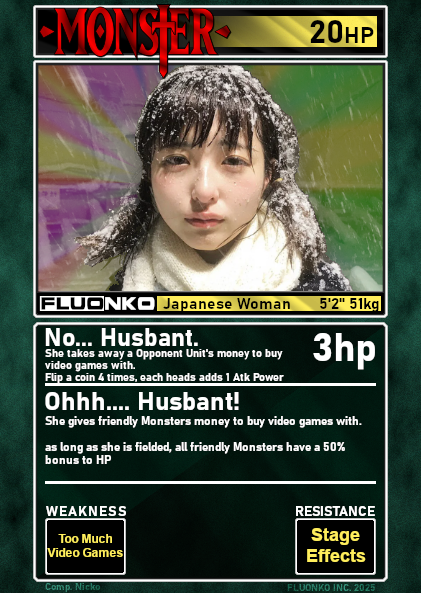 MONSTER
20HP
FLUONKO Japanese Woman 5'2" 51kg
No... Husbant.
3hp
She takes away a Opponent Unit's money to buy
video games with.
Flip a coin 4 times, each heads adds 1 Atk Power
Ohhh.... Husbant!
She gives friendly Monsters money to buy video games with.
as long as she is fielded, all friendly Monsters have a 50%
bonus to HP
WEAKNESS
RESISTANCE
Too Much
Video Games
Stage
Effects
Comp. Nicko
FLUONKO INC. 2025